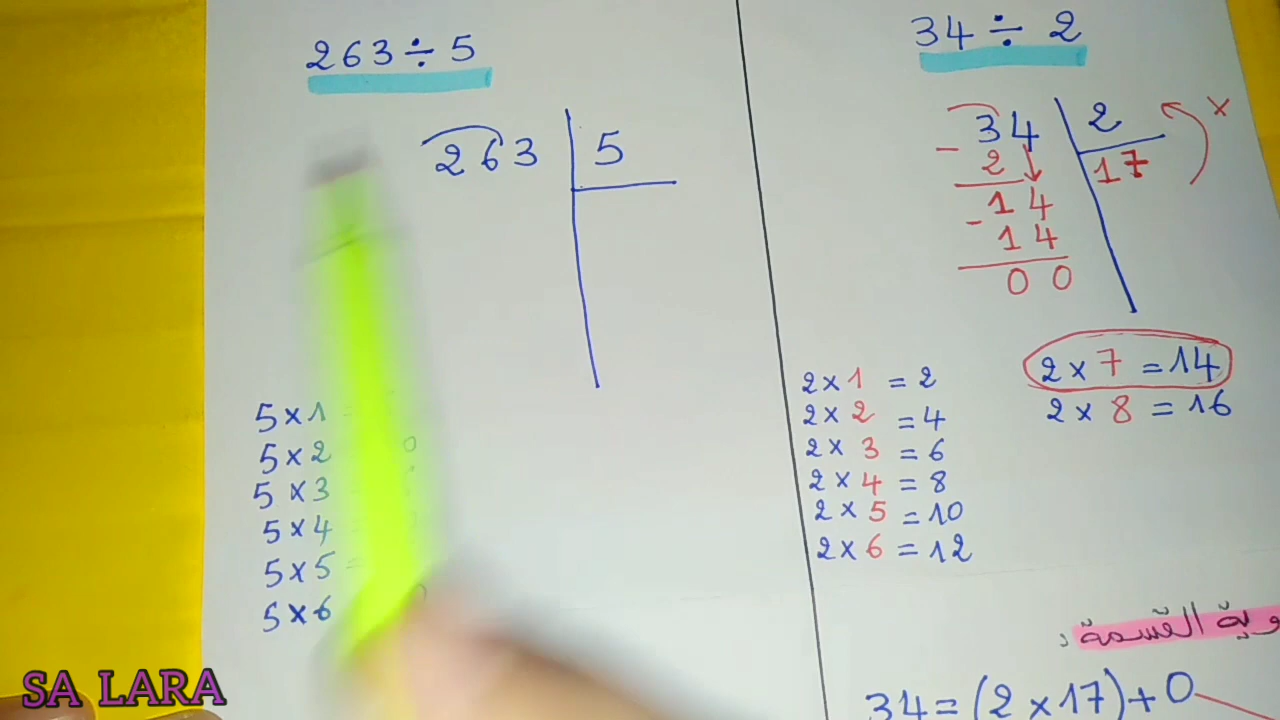 263 ÷ 5
263 5
5 × 1
5 × 2
5 × 3
5 × 4
5 × 5 =
5 × 6
34 ÷ 2
34 2
- 2 17 ×
14
- 14
0 0
2 × 7 = 14
2 × 8 = 16
2 × 1 = 2
2 × 2 = 4
2 × 3 = 6
2 × 4 = 8
2 × 5 = 10
2 × 6 = 12
القسمة
34 = (2 × 17) + 0
SA LARA